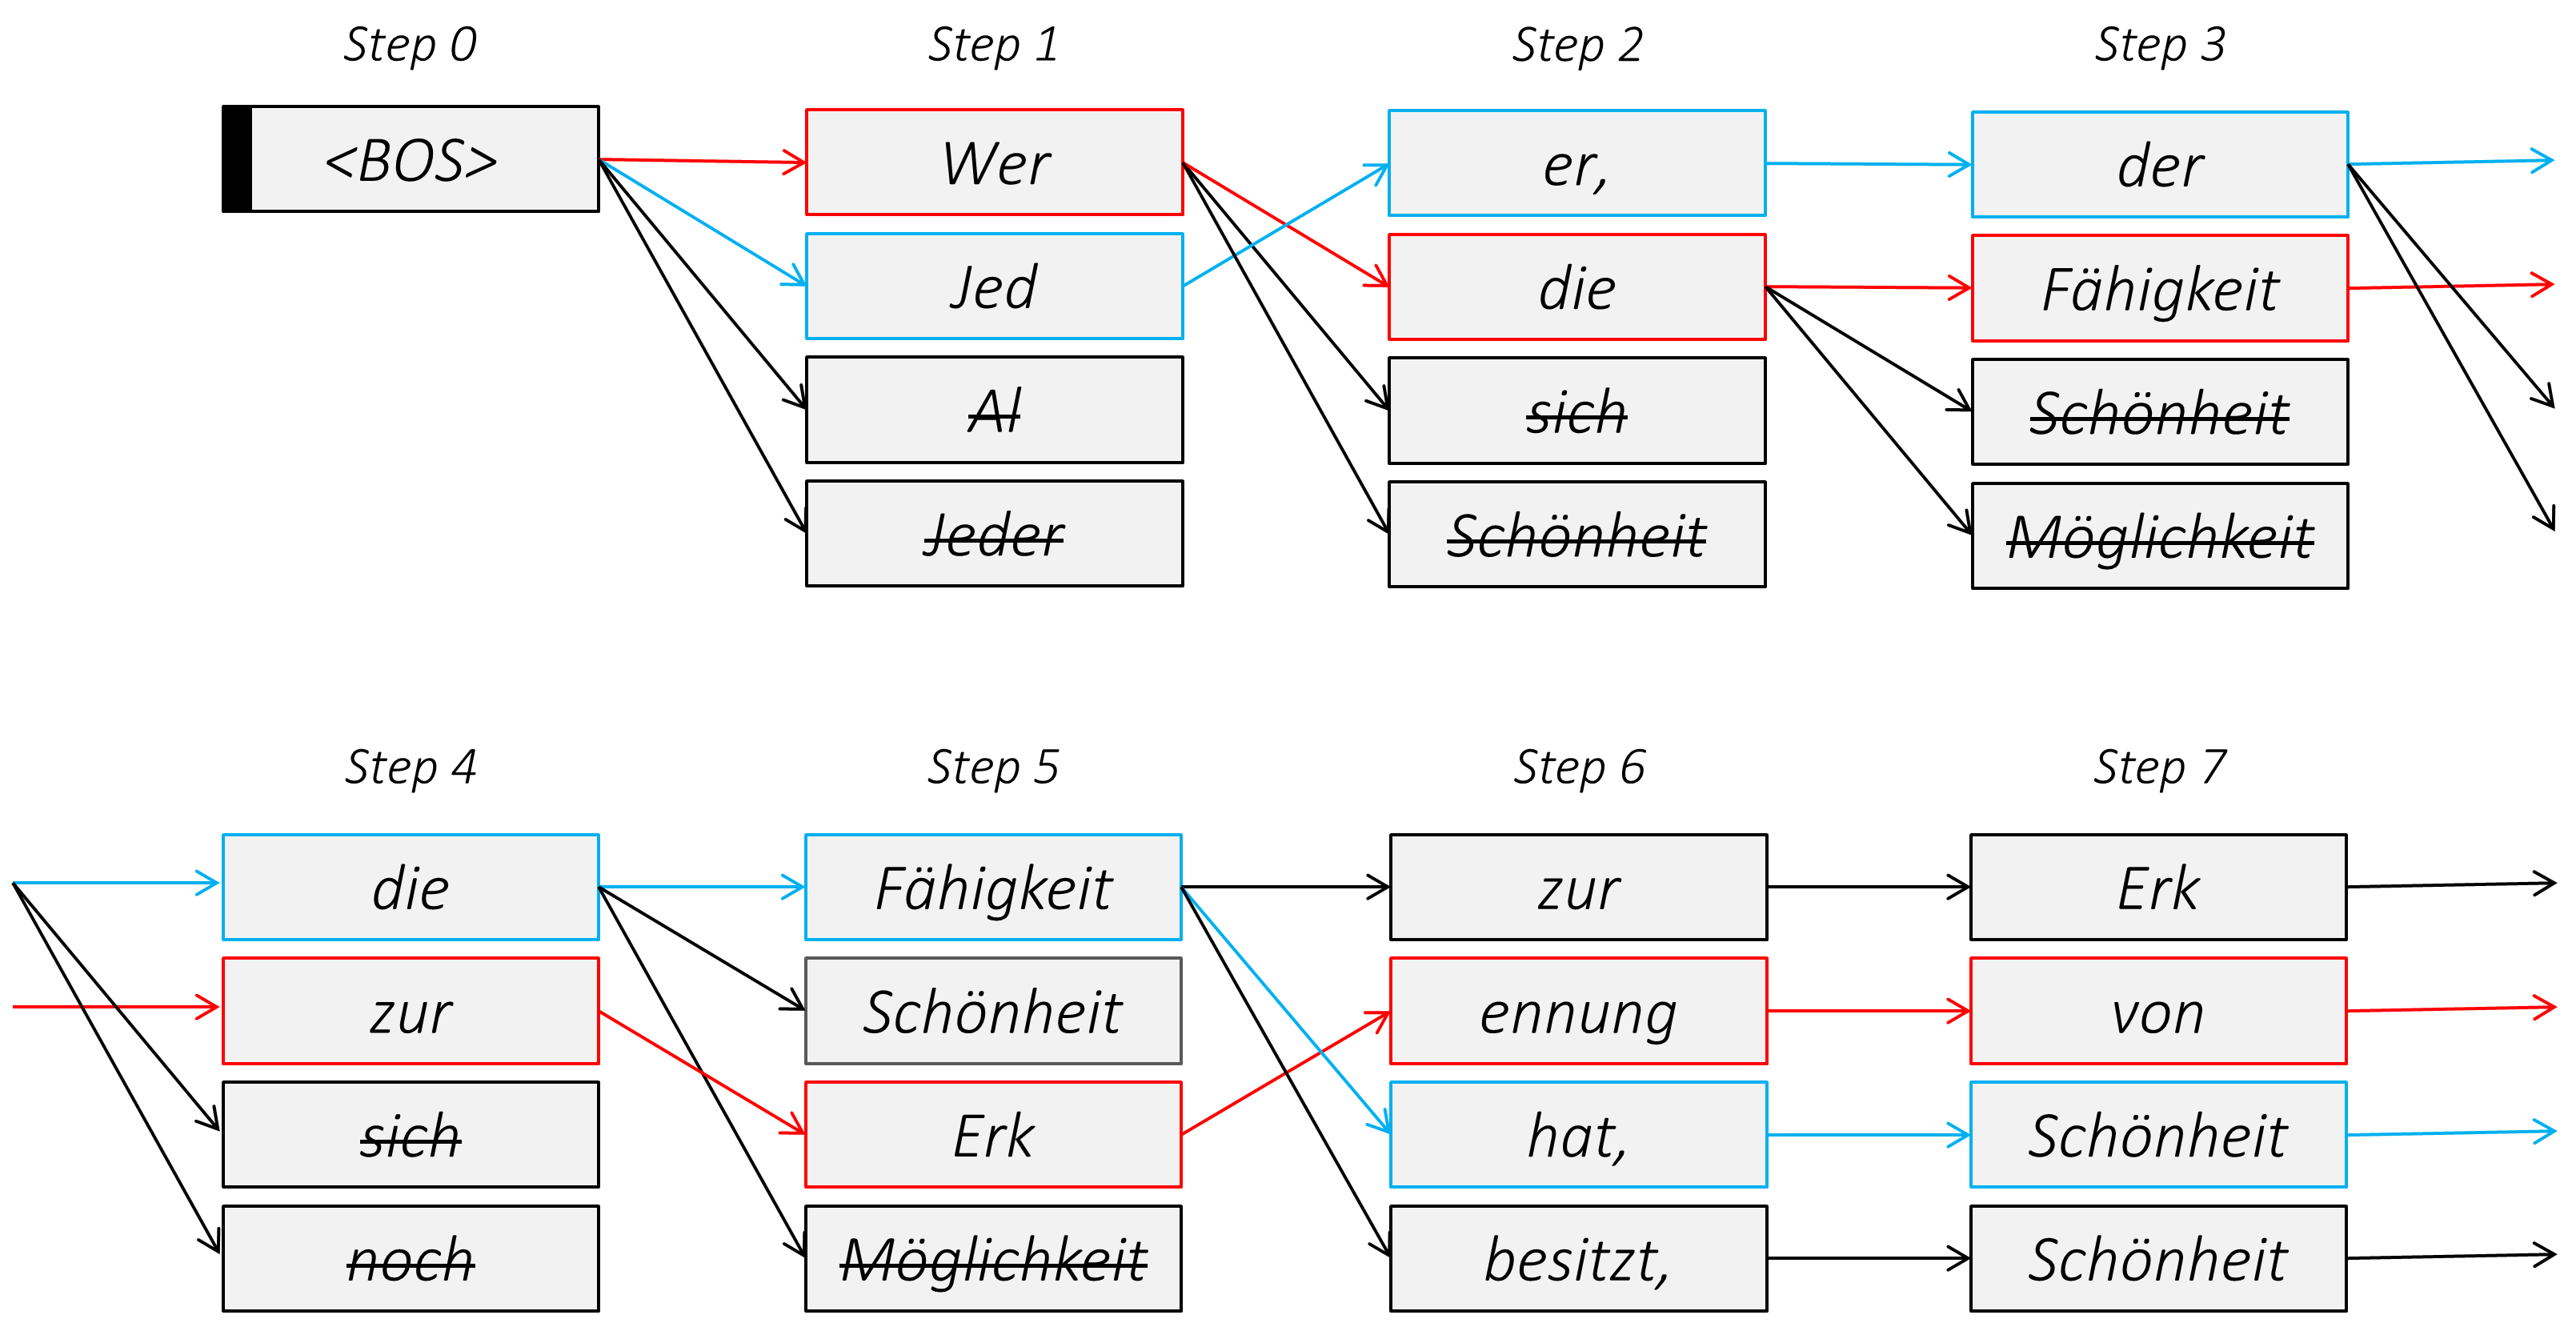 Step 0 Step 1 Step 2 Step 3
<BOS> Wer er, der
Jed die Fähigkeit
Al sich Schönheit
Jeder Schönheit Möglichkeit
Step 4 Step 5 Step 6 Step 7
die Fähigkeit zur Erk
zur Schönheit ennung von
sich Erk hat, Schönheit
noch Möglichkeit besitzt, Schönheit